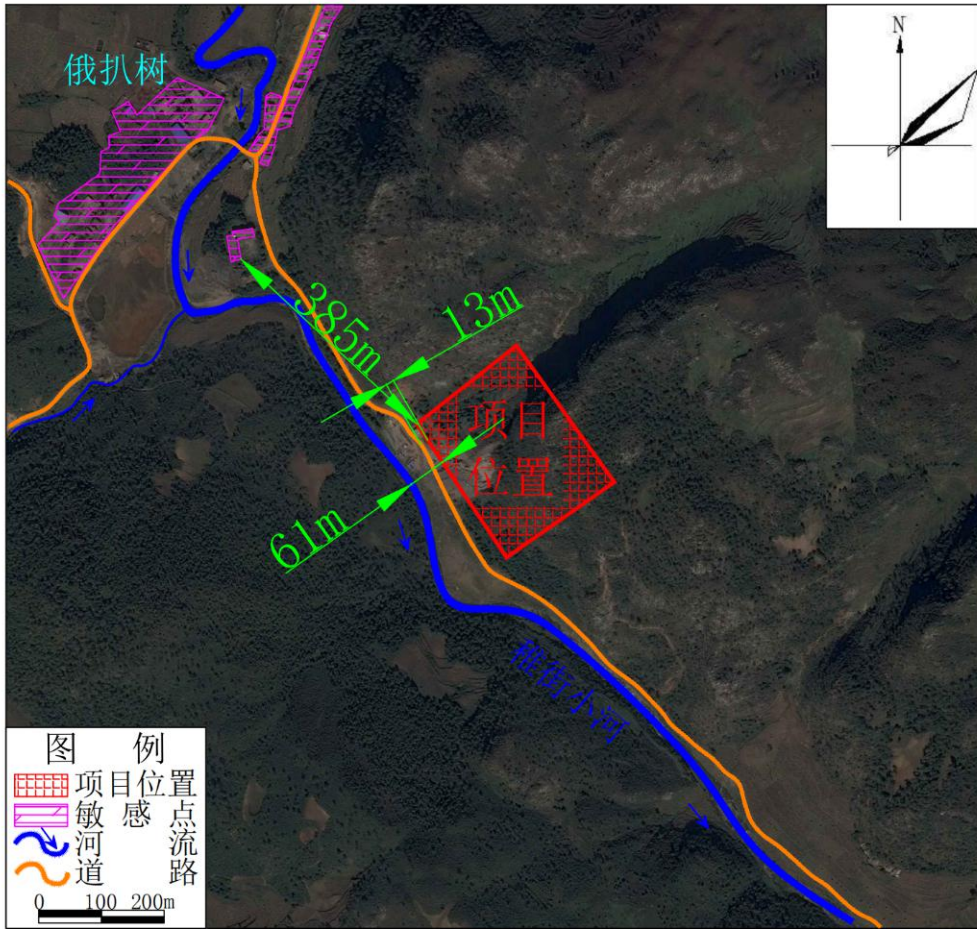 俄扒树
N
385m
13m
项目
位置
61m
稚街小河
图 例
项目位置
敏感点
河流
道路
0 100 200m